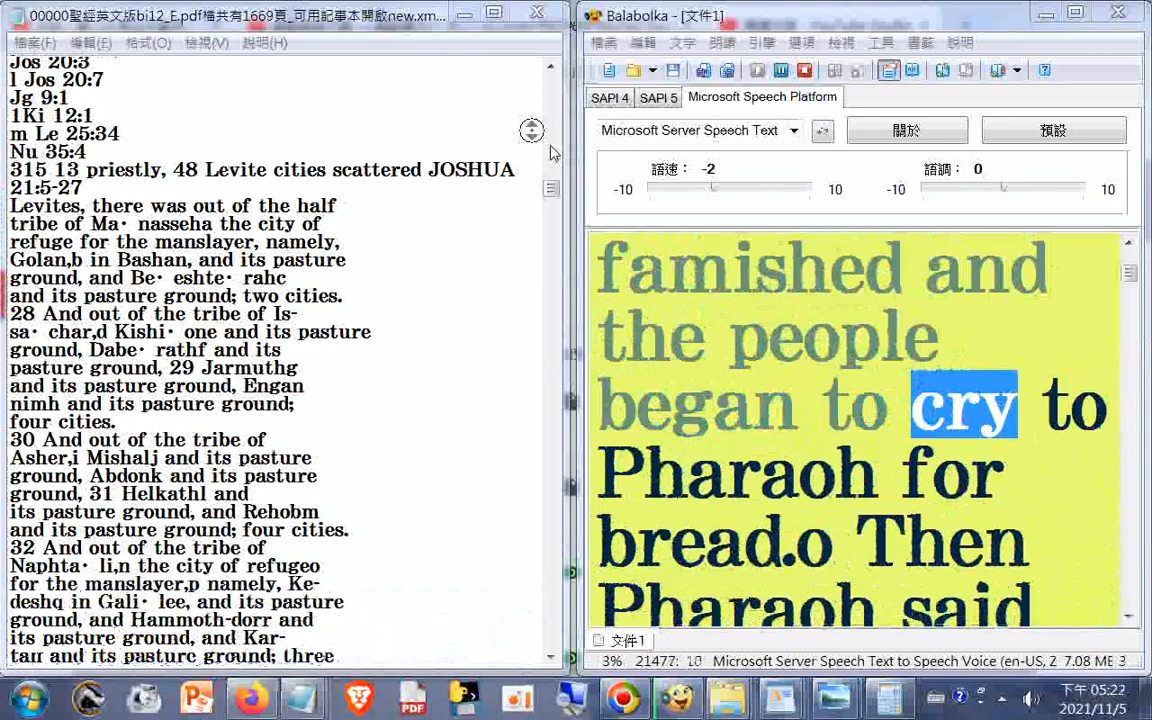 00000聖經英文版bi12_E.pdf檔共有1669頁_可用記事本開啟new.xm...
檔案(F) 編輯(E) 格式(O) 檢視(V) 說明(H)
Jos 20:3
l Jos 20:7
Jg 9:1
1Ki 12:1
m Le 25:34
Nu 35:4
315 13 priestly, 48 Levite cities scattered JOSHUA
21:5-27
Levites, there was out of the half
tribe of Ma· nasseha the city of
refuge for the manslayer, namely,
Golan,b in Bashan, and its pasture
ground, and Be· eshte· rahc
and its pasture ground; two cities.
28 And out of the tribe of Is-
sa· char,d Kishi· one and its pasture
ground, Dabe· rathf and its
pasture ground, 29 Jarmuthg
and its pasture ground, Engan
nimh and its pasture ground;
four cities.
30 And out of the tribe of
Asher,i Mishalj and its pasture
ground, Abdonk and its pasture
ground, 31 Helkathl and
its pasture ground, and Rehobm
and its pasture ground; four cities.
32 And out of the tribe of
Naphta· li,n the city of refugeo
for the manslayer,p namely, Ke-
deshq in Gali· lee, and its pasture
ground, and Hammoth-dorr and
its pasture ground, and Kar-
tan and its pasture ground; three
Balabolka - [文件1]
檔案 編輯 文字 朗讀 引擎 選項 檢視 工具 書籤 說明
SAPI 4 SAPI 5 Microsoft Speech Platform
Microsoft Server Speech Text 關於 預設
語速： -2 語調： 0
-10 10 -10 10
famished and
the people
began to cry to
Pharaoh for
bread.o Then
Pharaoh said
文件1
3% 21477: 10 Microsoft Server Speech Text to Speech Voice (en-US, Z 7.08 MB 3
PDF
下午 05:22
2021/11/5